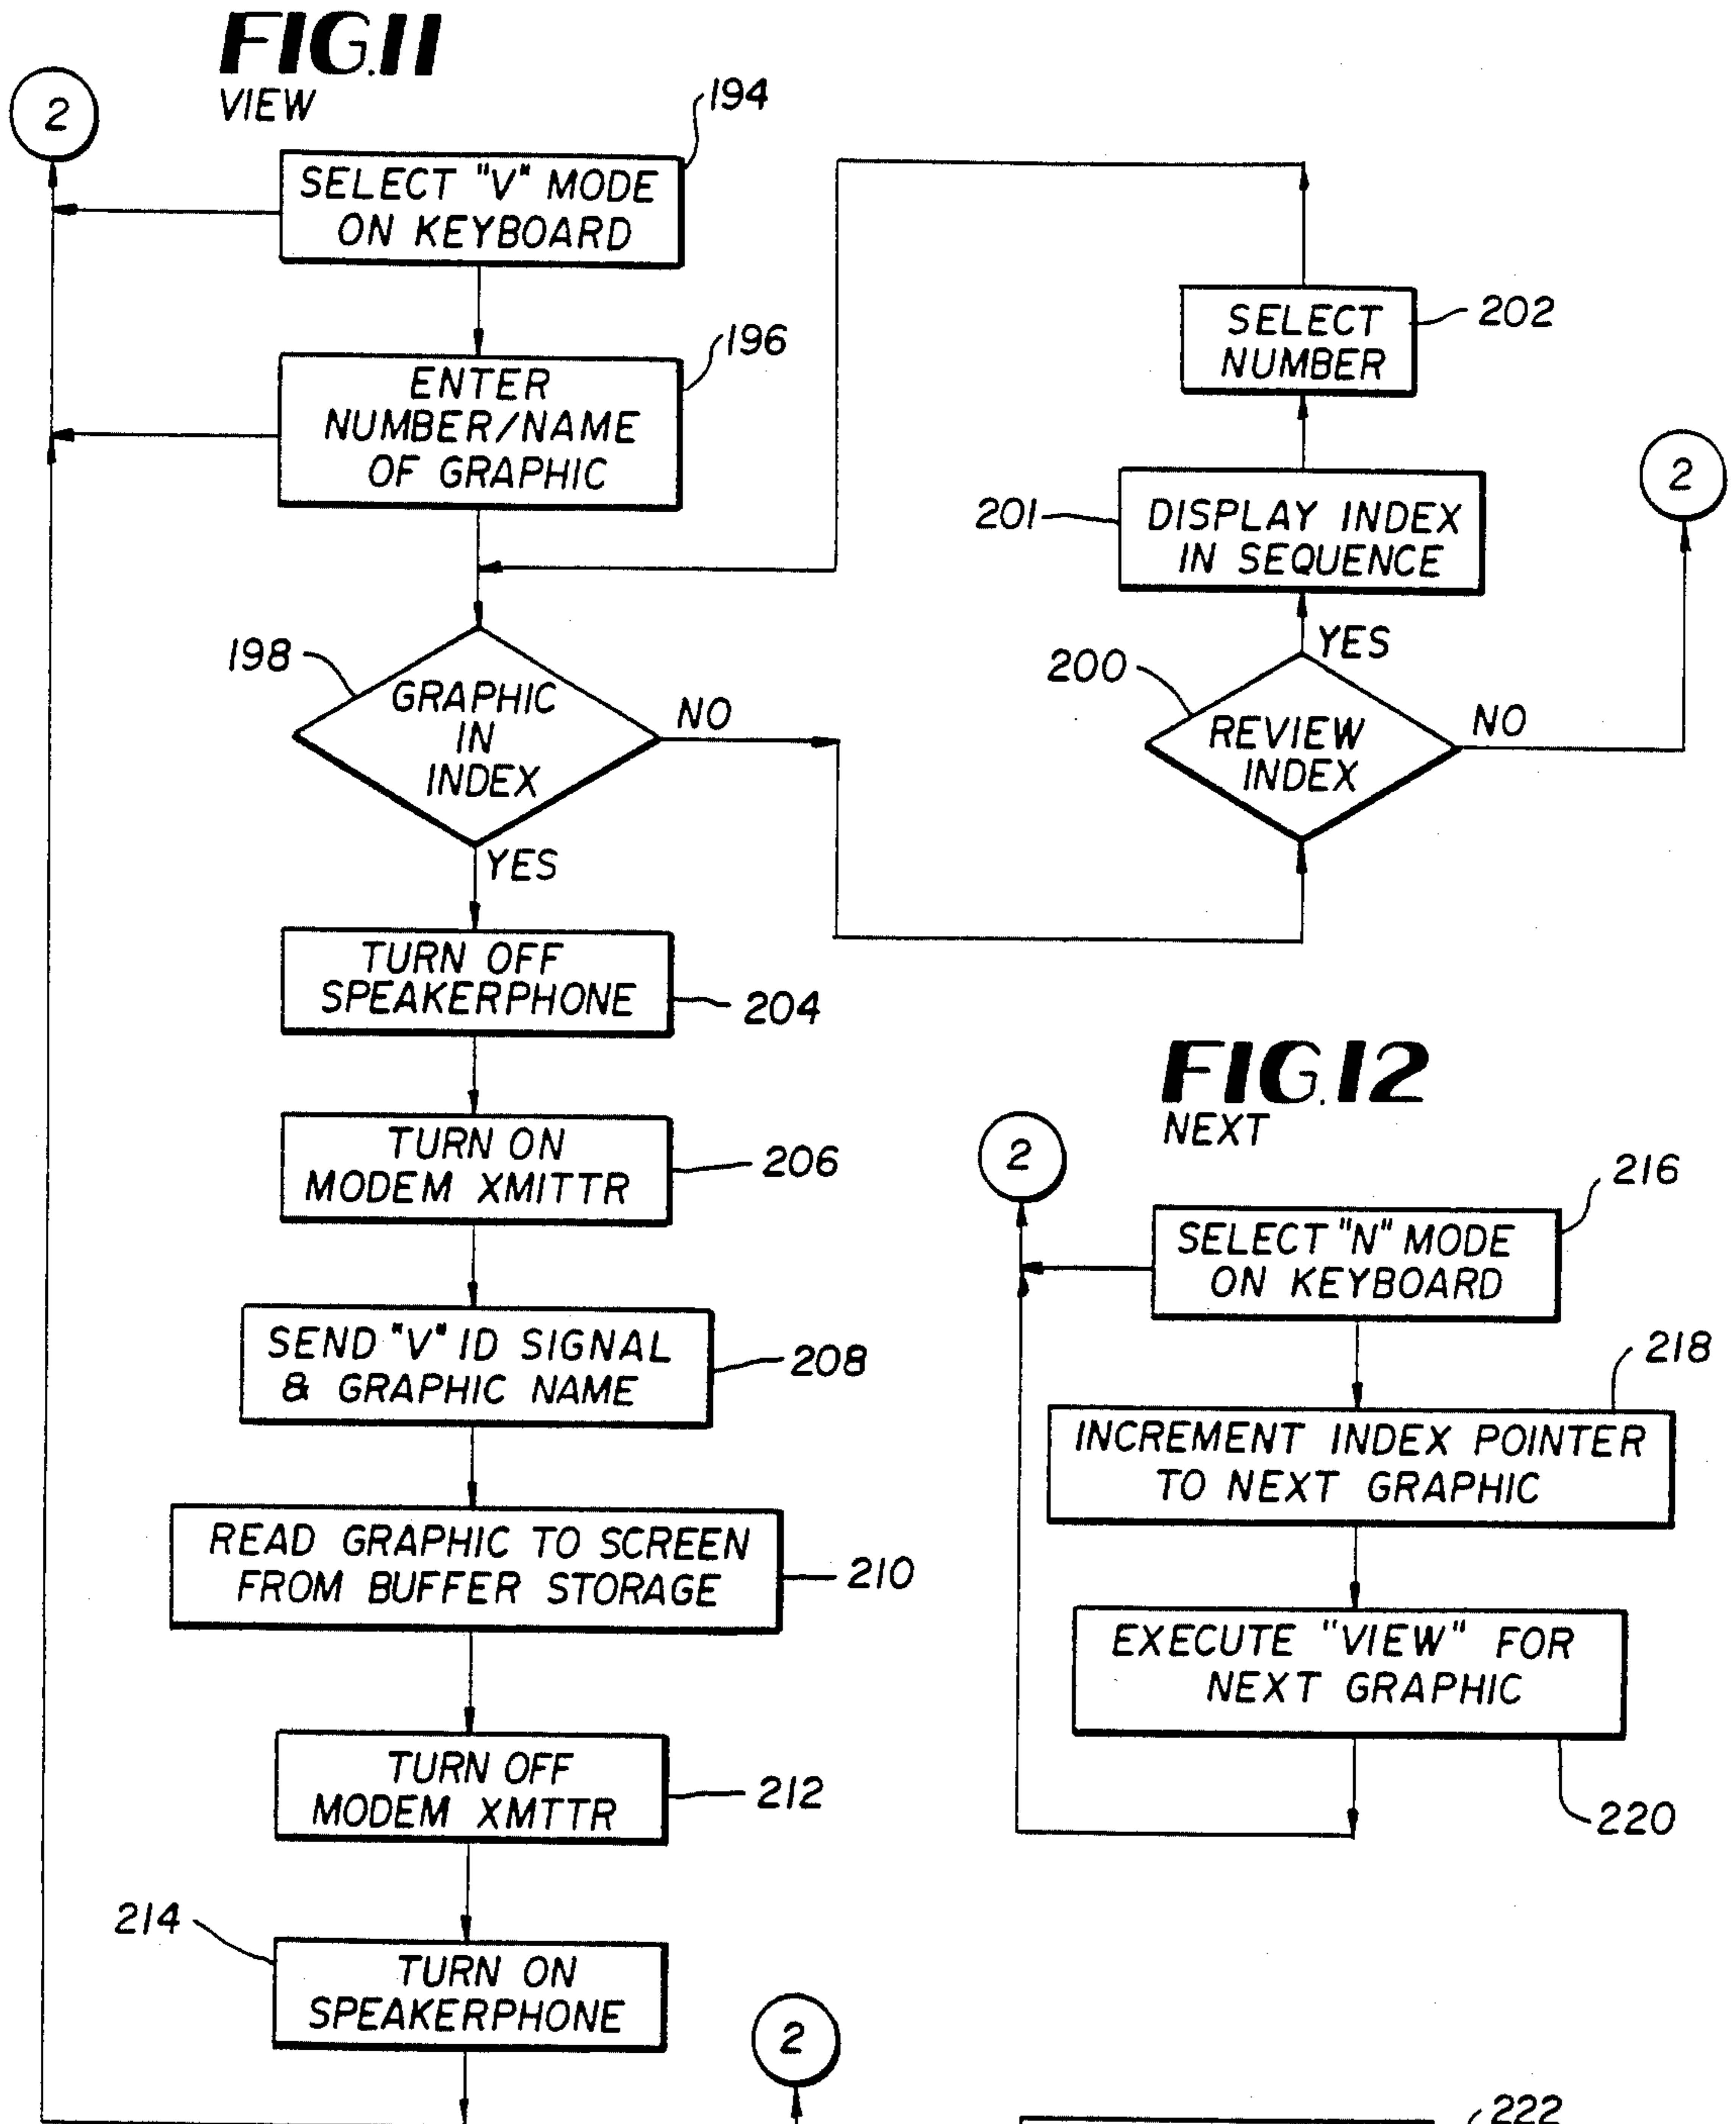 FIG.11
VIEW
2
194
SELECT "V" MODE
ON KEYBOARD
196
ENTER
NUMBER/NAME
OF GRAPHIC
198
GRAPHIC
IN
INDEX
NO
YES
202
SELECT
NUMBER
201
DISPLAY INDEX
IN SEQUENCE
2
200
YES
REVIEW
INDEX
NO
TURN OFF
SPEAKERPHONE
204
TURN ON
MODEM XMITTR
206
SEND "V" ID SIGNAL
& GRAPHIC NAME
208
READ GRAPHIC TO SCREEN
FROM BUFFER STORAGE
210
TURN OFF
MODEM XMTTR
212
214
TURN ON
SPEAKERPHONE
FIG.12
NEXT
2
216
SELECT "N" MODE
ON KEYBOARD
218
INCREMENT INDEX POINTER
TO NEXT GRAPHIC
EXECUTE "VIEW" FOR
NEXT GRAPHIC
220
2
222